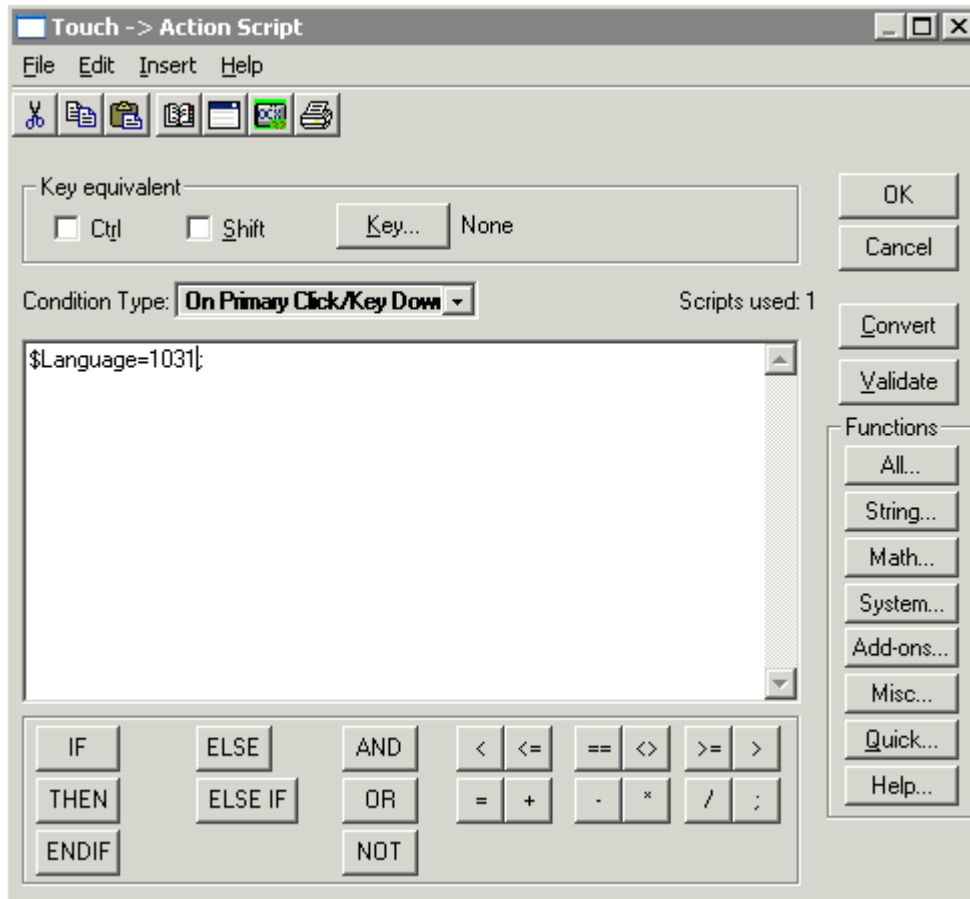 Touch -> Action Script
File Edit Insert Help
Key equivalent
Ctrl Shift Key... None
OK
Cancel
Condition Type: On Primary Click/Key Down Scripts used: 1
Convert
Validate
$Language=1031;
Functions
All...
String...
Math...
System...
Add-ons...
Misc...
Quick...
Help...
IF ELSE AND < <= == <> >= >
THEN ELSE IF OR = + - * / ;
ENDIF NOT